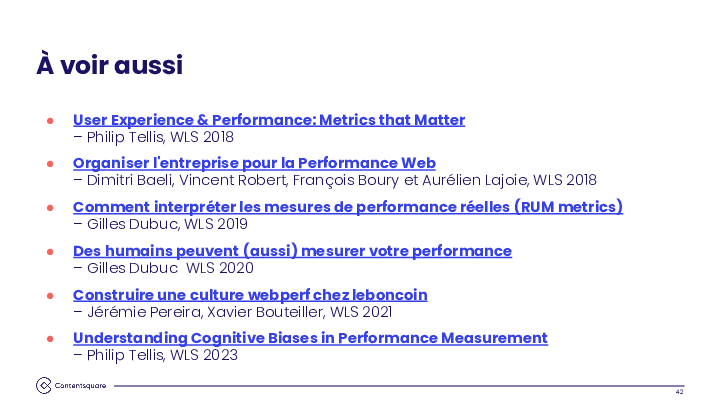 À voir aussi
● User Experience & Performance: Metrics that Matter
– Philip Tellis, WLS 2018
● Organiser l'entreprise pour la Performance Web
– Dimitri Baeli, Vincent Robert, François Boury et Aurélien Lajoie, WLS 2018
● Comment interpréter les mesures de performance réelles (RUM metrics)
– Gilles Dubuc, WLS 2019
● Des humains peuvent (aussi) mesurer votre performance
– Gilles Dubuc  WLS 2020
● Construire une culture webperf chez leboncoin
– Jérémie Pereira, Xavier Bouteiller, WLS 2021
● Understanding Cognitive Biases in Performance Measurement
– Philip Tellis, WLS 2023
Contentsquare
42